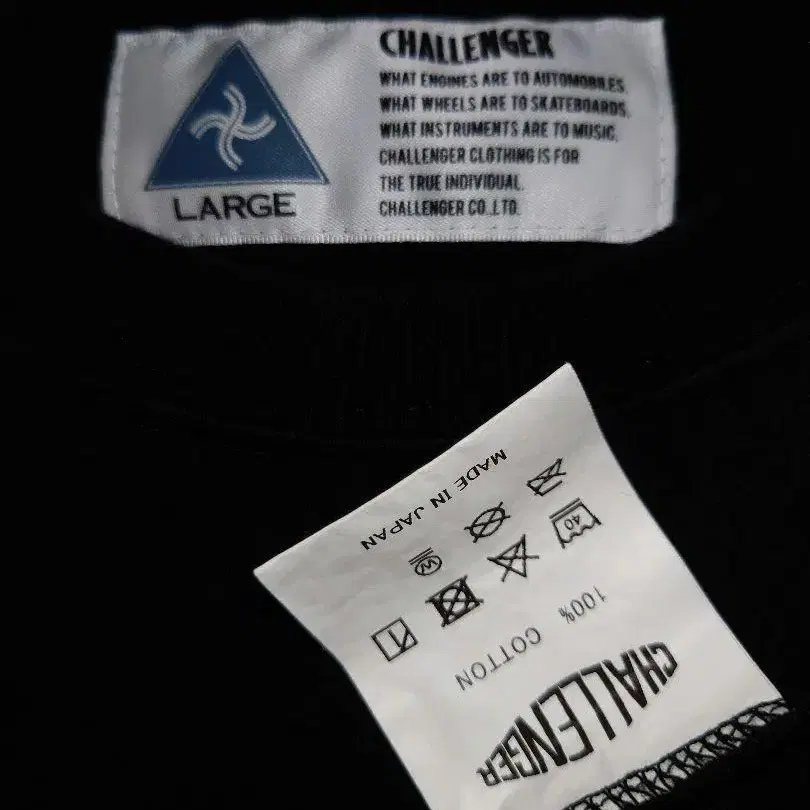 CHALLENGER
WHAT ENGINES ARE TO AUTOMOBILES.
WHAT WHEELS ARE TO SKATEBOARDS.
WHAT INSTRUMENTS ARE TO MUSIC.
CHALLENGER CLOTHING IS FOR
THE TRUE INDIVIDUAL.
CHALLENGER CO.,LTD.
LARGE
CHALLENGER
100% COTTON
40
W
MADE IN JAPAN